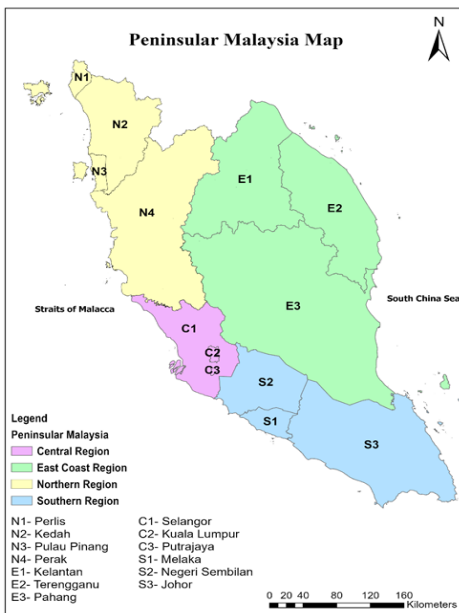 Peninsular Malaysia Map
N
N1
N2
N3
N4
E1
E2
E3
Straits of Malacca
South China Sea
C1
C2
C3
S2
S1
S3
Legend
Peninsular Malaysia
Central Region
East Coast Region
Northern Region
Southern Region
N1- Perlis
N2- Kedah
N3- Pulau Pinang
N4- Perak
E1- Kelantan
E2- Terengganu
E3- Pahang
C1- Selangor
C2- Kuala Lumpur
C3- Putrajaya
S1- Melaka
S2- Negeri Sembilan
S3- Johor
0 20 40 80 120 160
Kilometers